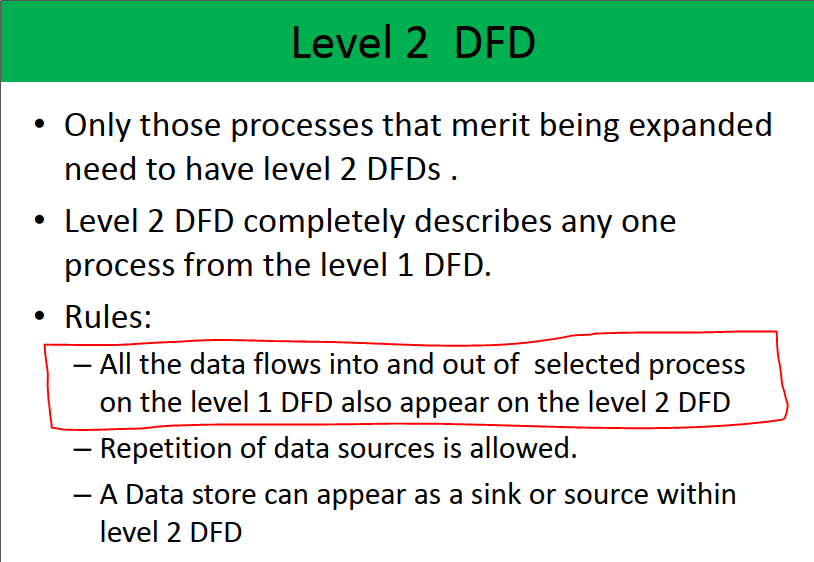 Level 2  DFD
• Only those processes that merit being expanded
need to have level 2 DFDs .
• Level 2 DFD completely describes any one
process from the level 1 DFD.
• Rules:
– All the data flows into and out of  selected process
on the level 1 DFD also appear on the level 2 DFD
– Repetition of data sources is allowed.
– A Data store can appear as a sink or source within
level 2 DFD